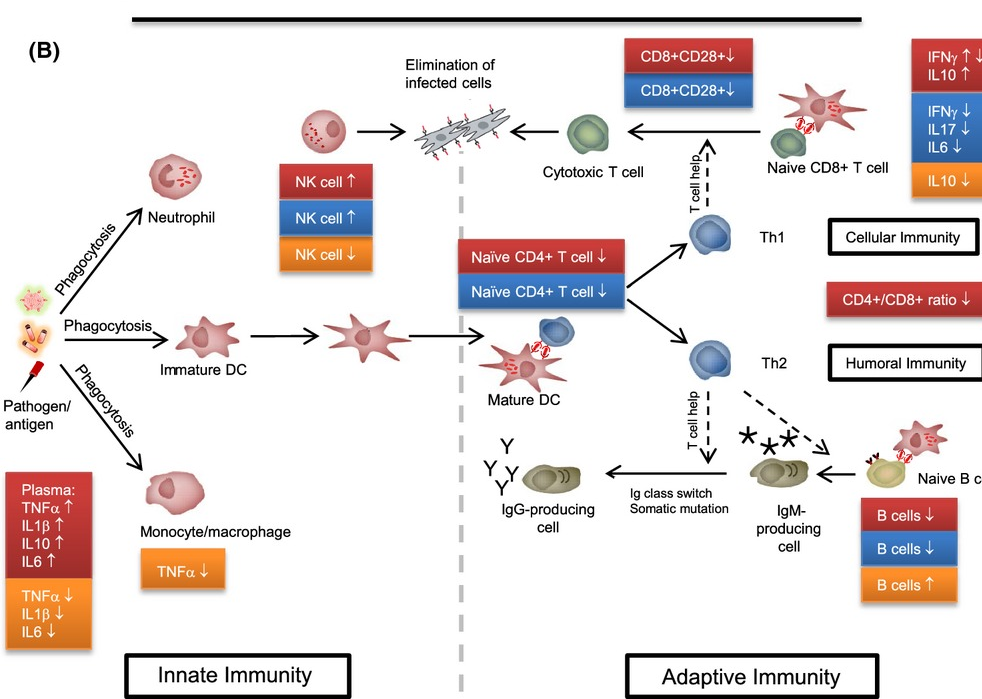 (B)
Elimination of
infected cells
CD8+CD28+↓
CD8+CD28+↓
IFNγ ↑ ↓
IL10 ↑
IFNγ ↓
IL17 ↓
IL6 ↓
IL10 ↓
NK cell ↑
NK cell ↑
NK cell ↓
Cytotoxic T cell
Naive CD8+ T cell
Neutrophil
T cell help
Th1
Cellular Immunity
Naïve CD4+ T cell ↓
Naïve CD4+ T cell ↓
CD4+/CD8+ ratio ↓
Phagocytosis
Phagocytosis
Phagocytosis
Immature DC
Mature DC
Th2
Humoral Immunity
Pathogen/
antigen
T cell help
Plasma:
TNFα ↑
IL1β ↑
IL10 ↑
IL6 ↑
TNFα ↓
IL1β ↓
IL6 ↓
Monocyte/macrophage
TNFα ↓
Y
Y
Y
Y
IgG-producing
cell
Ig class switch
Somatic mutation
* * *
IgM-
producing
cell
Naive B c
B cells ↓
B cells ↓
B cells ↑
Innate Immunity
Adaptive Immunity